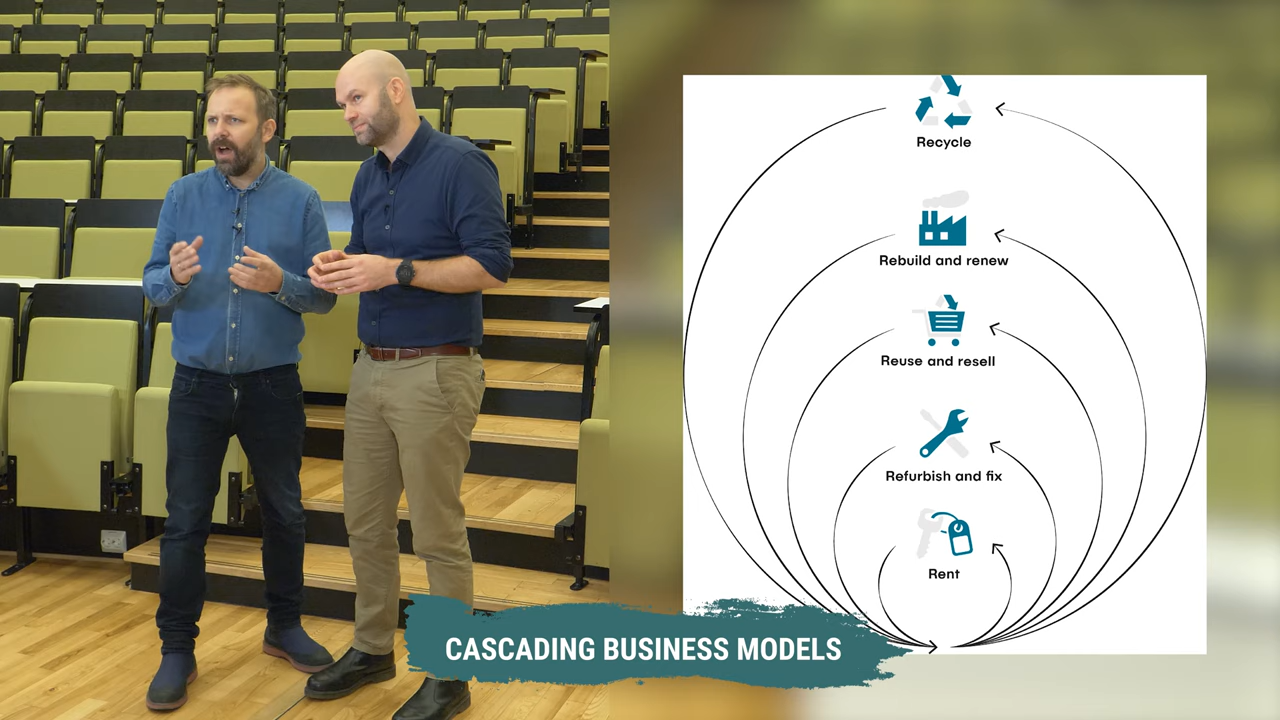 Recycle
Rebuild and renew
Reuse and resell
Refurbish and fix
Rent
CASCADING BUSINESS MODELS